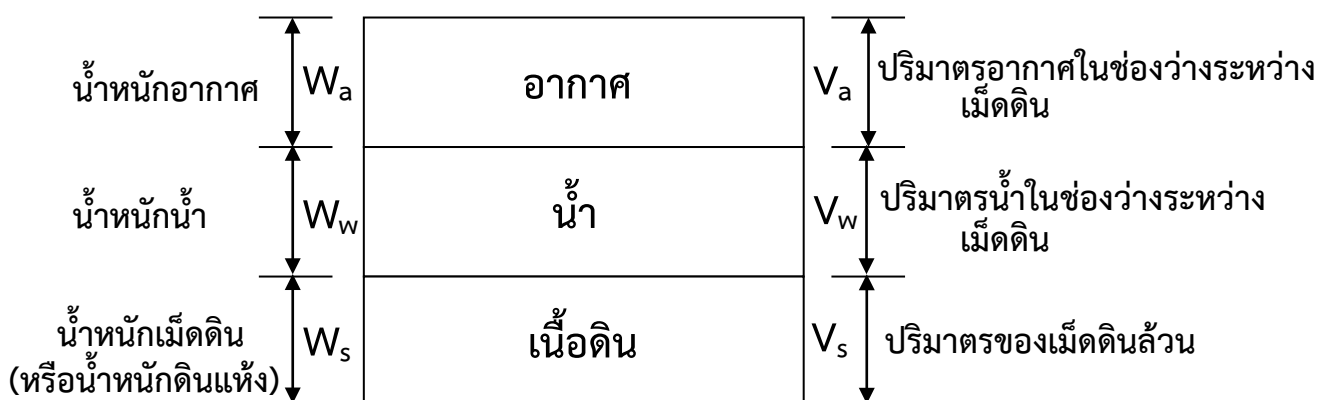 น้ำหนักอากาศ
W_a
อากาศ
V_a
ปริมาตรอากาศในช่องว่างระหว่าง
เม็ดดิน
น้ำหนักน้ำ
W_w
น้ำ
V_w
ปริมาตรน้ำในช่องว่างระหว่าง
เม็ดดิน
น้ำหนักเม็ดดิน
(หรือน้ำหนักดินแห้ง)
W_s
เนื้อดิน
V_s
ปริมาตรของเม็ดดินล้วน